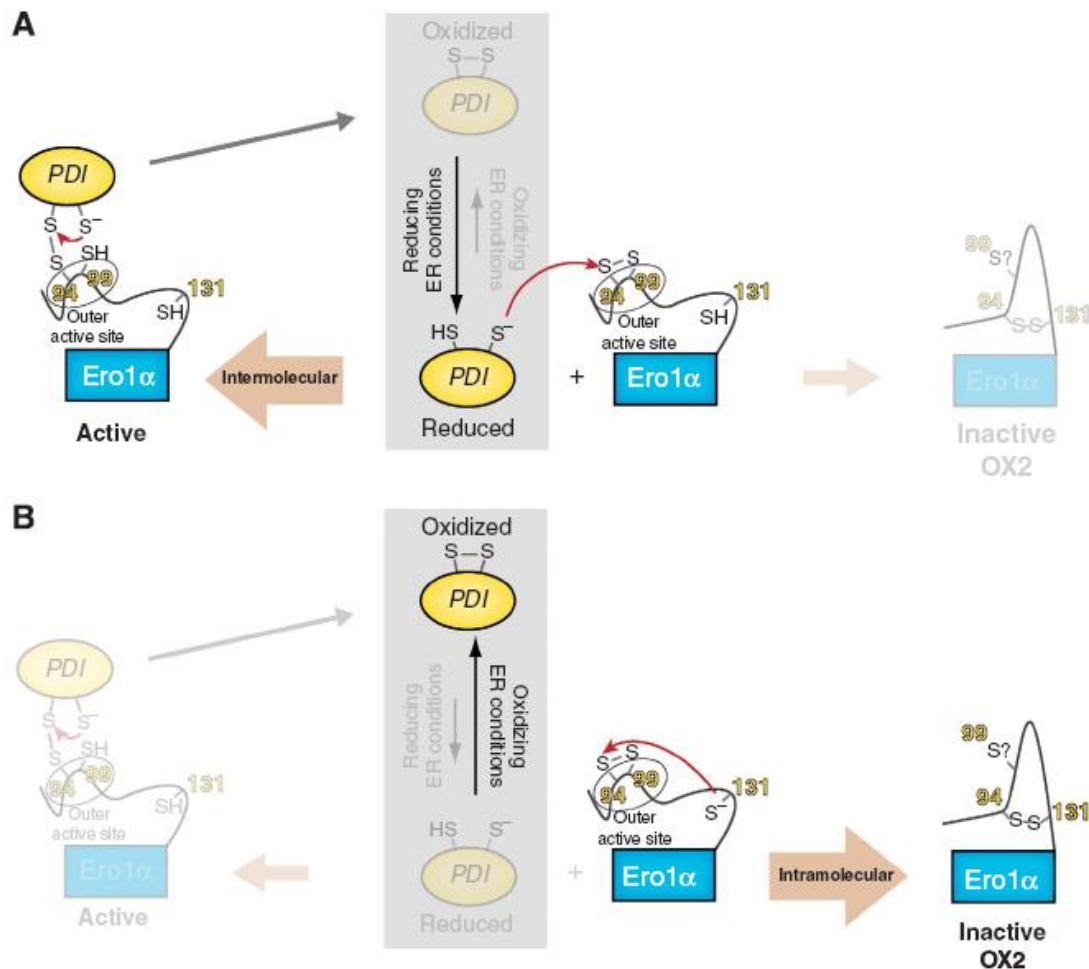 A
Oxidized
S–S
PDI
PDI
S S–
S
SH
94 99
131
SH
Outer
active site
Ero1α
Active
Intermolecular
Reducing
ER conditions
Oxidizing
ER conditions
HS S–
PDI
Reduced
+
S–S
94 99
131
SH
Outer
active site
Ero1α
99
S?
94
S–S
131
Ero1α
Inactive
OX2
B
Oxidized
S–S
PDI
PDI
S S–
S
SH
94 99
131
SH
Outer
active site
Ero1α
Active
Reducing
ER conditions
Oxidizing
ER conditions
HS S–
PDI
Reduced
+
S–S
94 99
131
S–
Outer
active site
Ero1α
Intramolecular
99
S?
94
S–S
131
Ero1α
Inactive
OX2